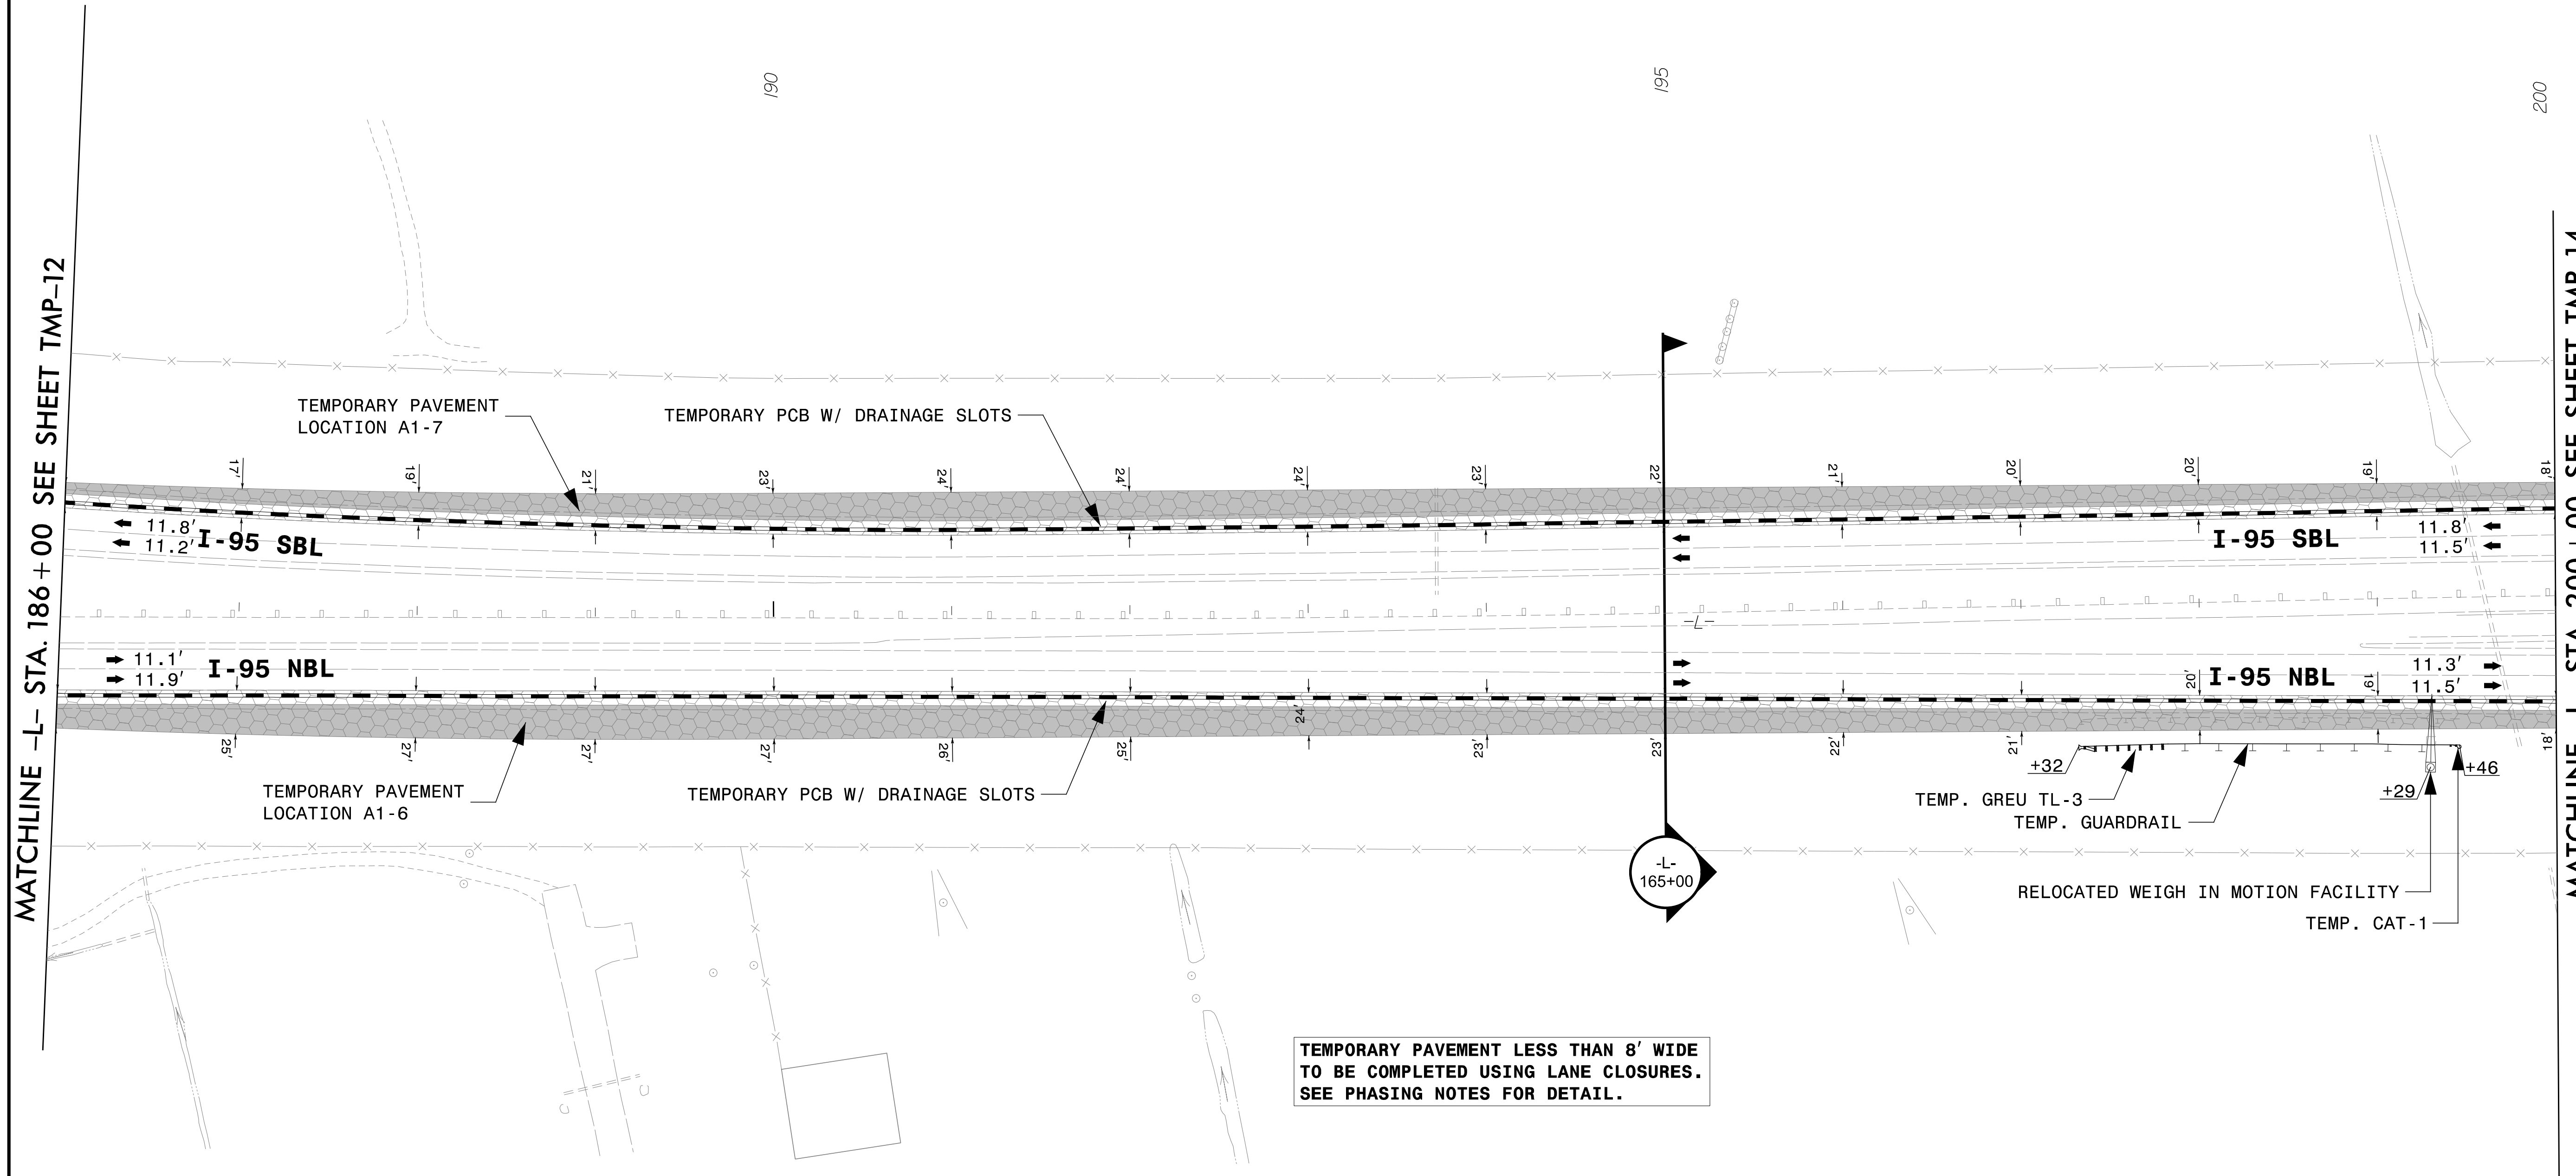 190
195
200
MATCHLINE -L- STA. 186+00 SEE SHEET TMP-12
TEMPORARY PAVEMENT
LOCATION A1-7
TEMPORARY PCB W/ DRAINAGE SLOTS
17'
19'
21'
23'
24'
24'
24'
23'
22'
21'
20'
20'
19'
18'
11.8'
11.2'
I-95 SBL
I-95 SBL
11.8'
11.5'
-L-
11.1'
11.9'
I-95 NBL
I-95 NBL
11.3'
11.5'
25'
27'
27'
27'
26'
25'
24'
23'
23'
22'
21'
20'
19'
18'
TEMPORARY PAVEMENT
LOCATION A1-6
TEMPORARY PCB W/ DRAINAGE SLOTS
+32
+29
+46
TEMP. GREU TL-3
TEMP. GUARDRAIL
RELOCATED WEIGH IN MOTION FACILITY
TEMP. CAT-1
-L-
165+00
C
C
TEMPORARY PAVEMENT LESS THAN 8' WIDE
TO BE COMPLETED USING LANE CLOSURES.
SEE PHASING NOTES FOR DETAIL.